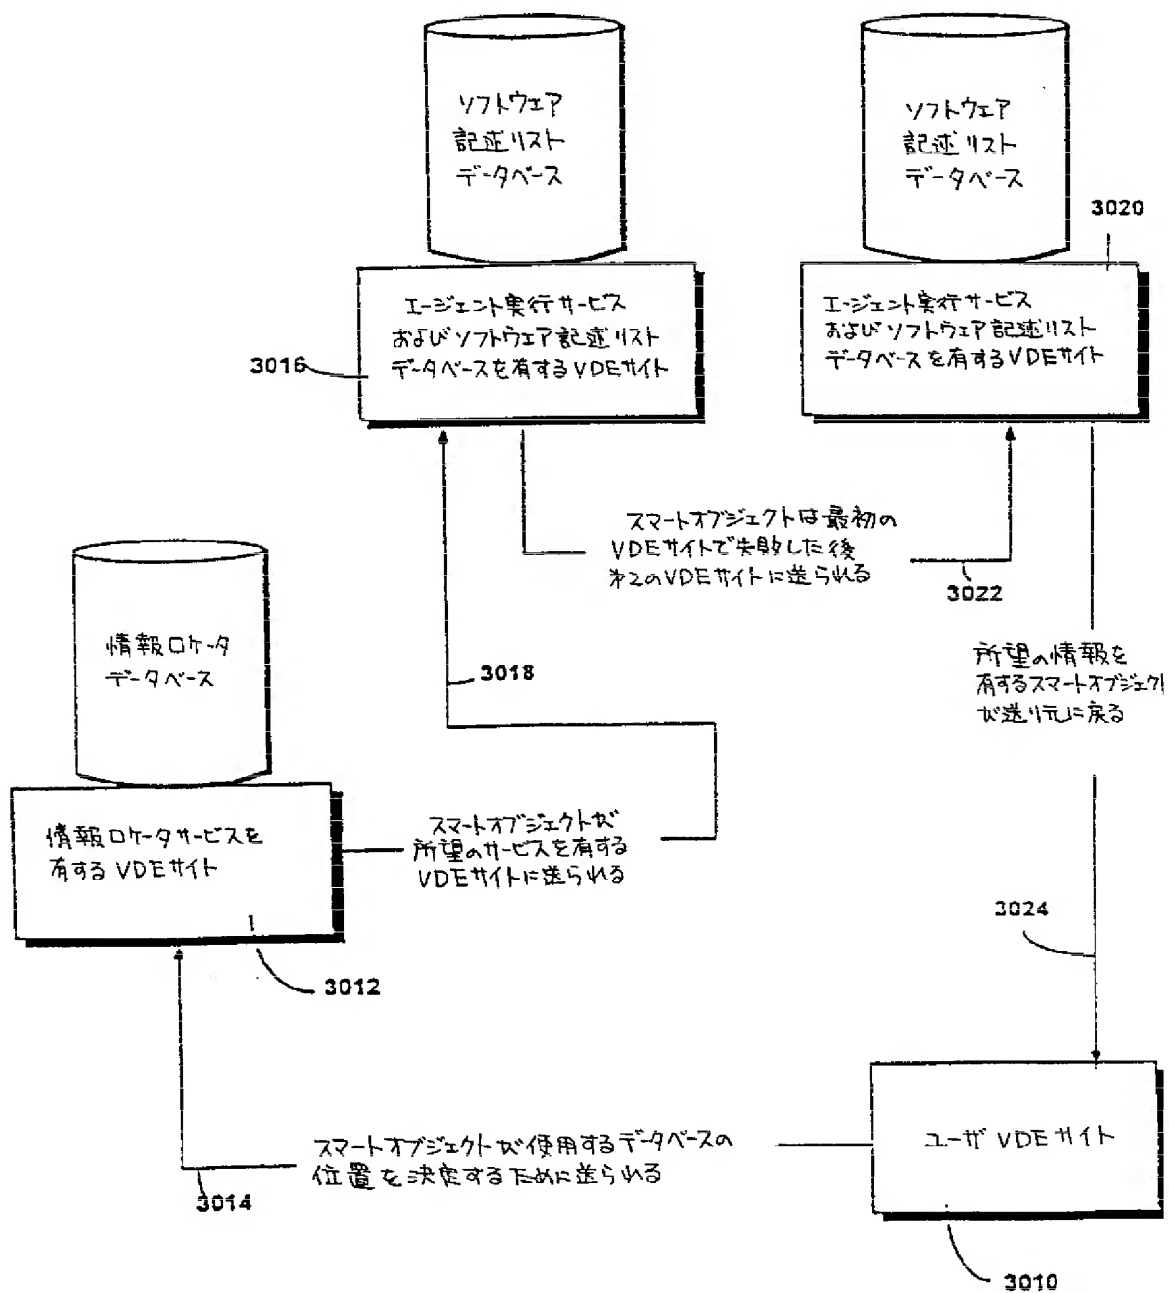 ソフトウェア
記述リスト
データベース
ソフトウェア
記述リスト
データベース
3020
エージェント実行サービス
およびソフトウェア記述リスト
データベースを有するVDEサイト
3016
エージェント実行サービス
およびソフトウェア記述リスト
データベースを有するVDEサイト
スマートオブジェクトは最初の
VDEサイトで失敗した後
第2のVDEサイトに送られる
3022
情報ロケータ
データベース
3018
所望の情報を
有するスマートオブジェクト
が送り元に戻る
情報ロケータサービスを
有するVDEサイト
スマートオブジェクトが
所望のサービスを有する
VDEサイトに送られる
3012
3024
ユーザVDEサイト
スマートオブジェクトが使用するデータベースの
位置を決定するために送られる
3014
3010